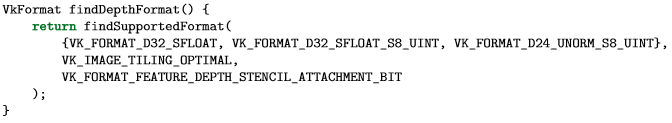 VkFormat findDepthFormat() {
    return findSupportedFormat(
        {VK_FORMAT_D32_SFLOAT, VK_FORMAT_D32_SFLOAT_S8_UINT, VK_FORMAT_D24_UNORM_S8_UINT},
        VK_IMAGE_TILING_OPTIMAL,
        VK_FORMAT_FEATURE_DEPTH_STENCIL_ATTACHMENT_BIT
    );
}